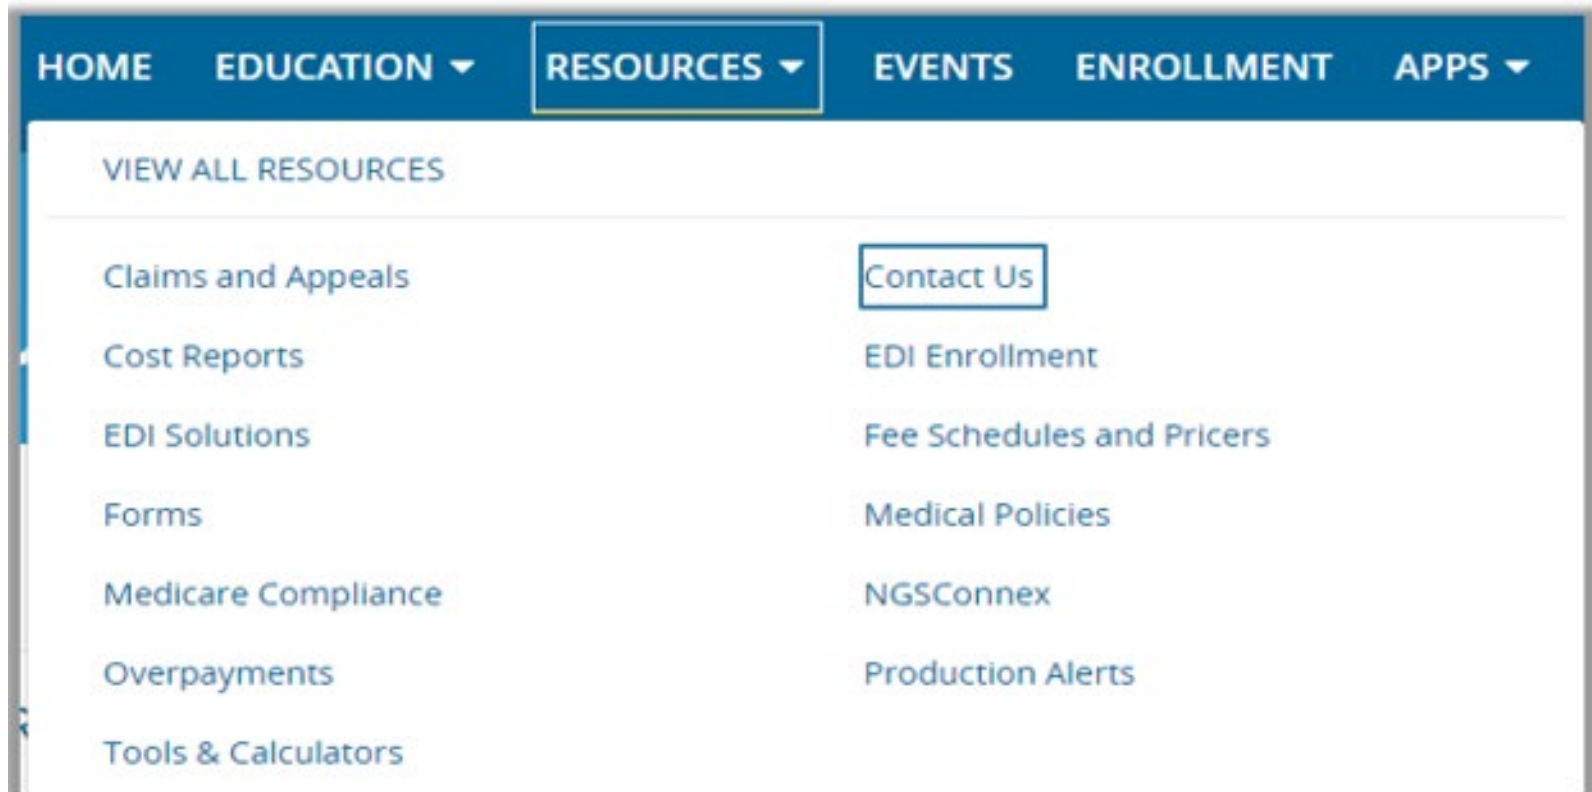 HOME EDUCATION RESOURCES EVENTS ENROLLMENT APPS
VIEW ALL RESOURCES
Claims and Appeals
Contact Us
Cost Reports
EDI Enrollment
EDI Solutions
Fee Schedules and Pricers
Forms
Medical Policies
Medicare Compliance
NGSConnex
Overpayments
Production Alerts
Tools & Calculators